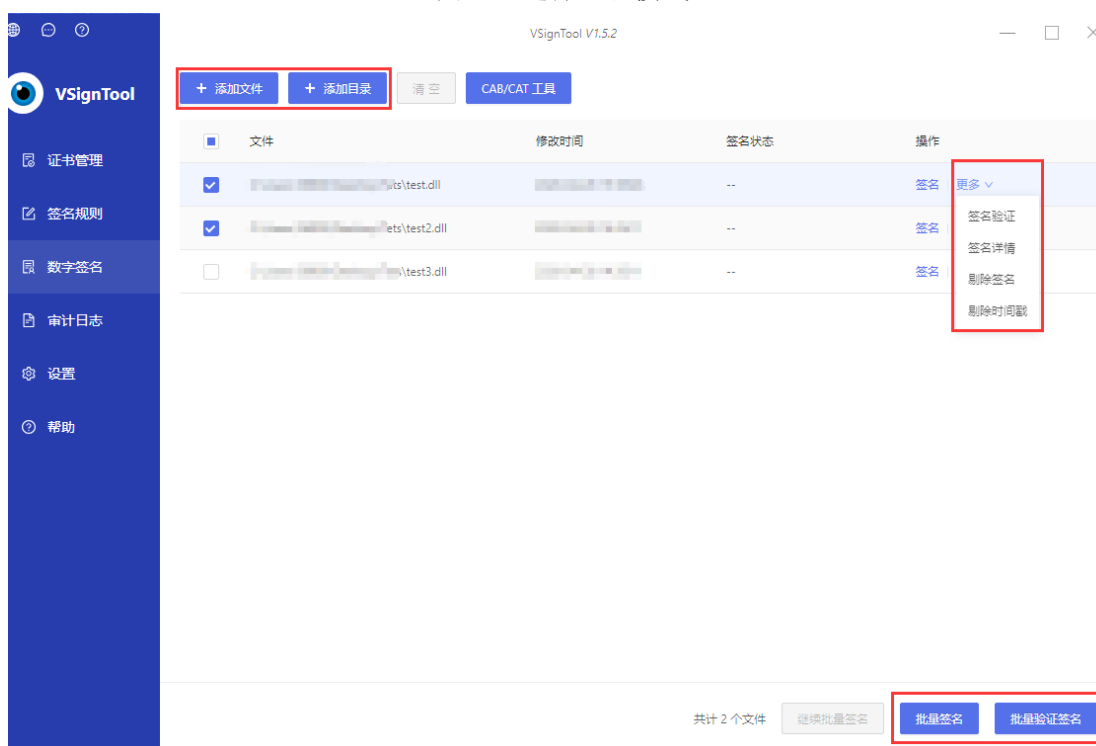 VSignTool V1.5.2
VSignTool
+ 添加文件
+ 添加目录
清 空
CAB/CAT 工具
证书管理
签名规则
数字签名
审计日志
设置
帮助
文件 修改时间 签名状态 操作
ts\test.dll -- 签名 更多
ets\test2.dll -- 签名
\test3.dll -- 签名
签名验证
签名详情
剔除签名
剔除时间戳
共计 2 个文件 继续批量签名 批量签名 批量验证签名